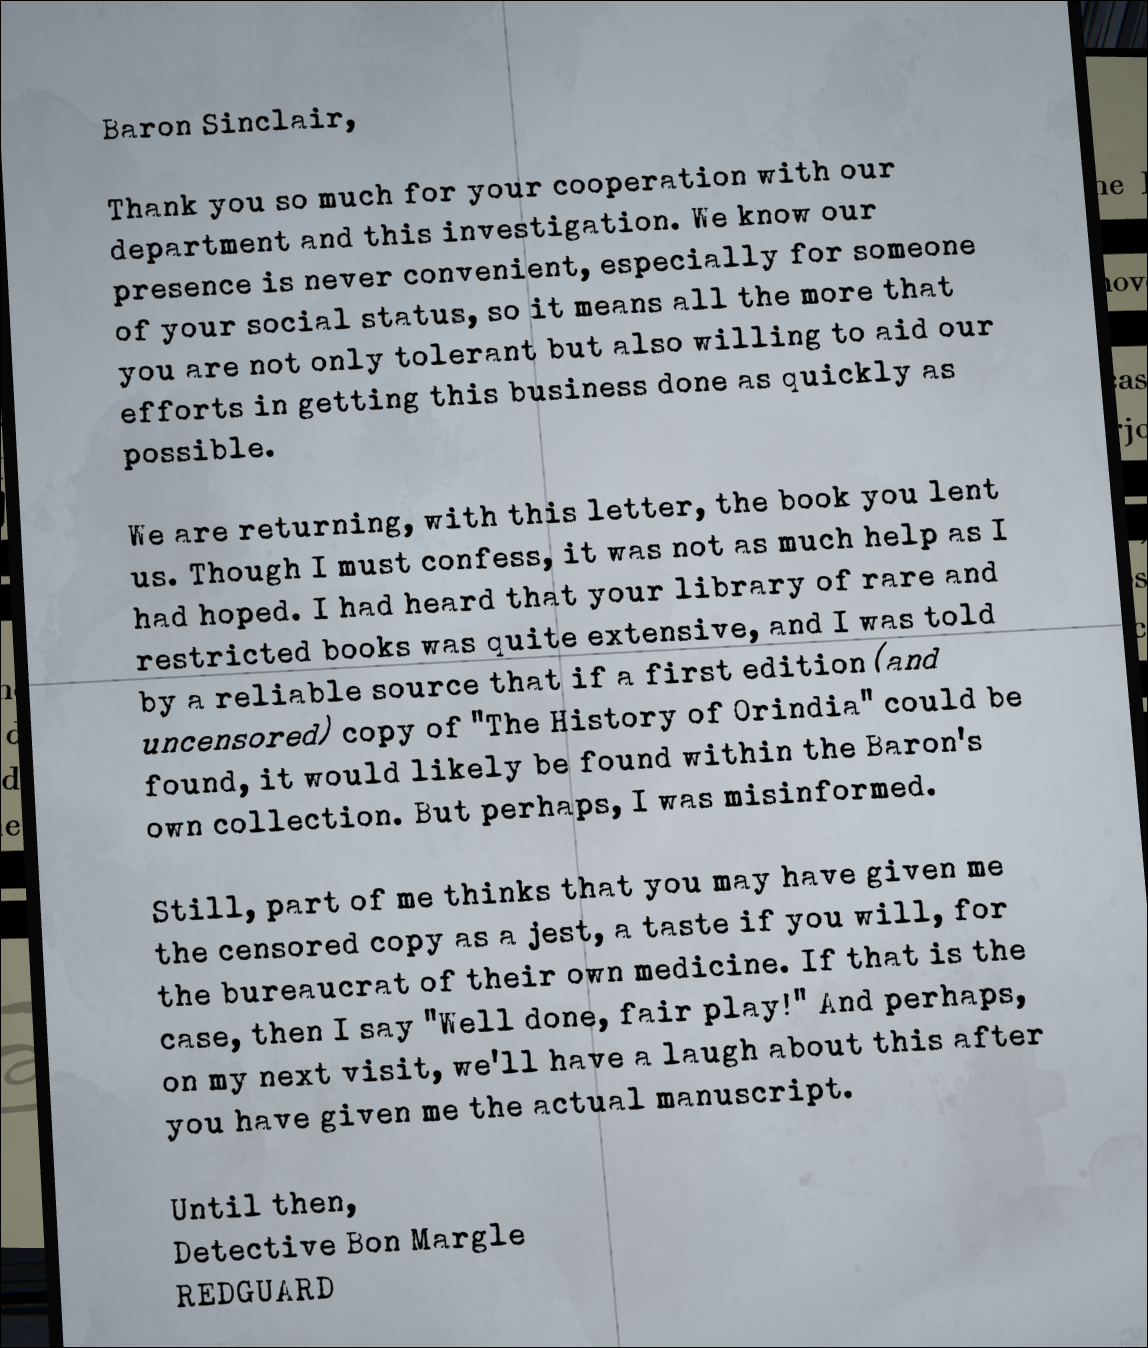 Baron Sinclair,
Thank you so much for your cooperation with our
department and this investigation. We know our
presence is never convenient, especially for someone
of your social status, so it means all the more that
you are not only tolerant but also willing to aid our
efforts in getting this business done as quickly as
possible.
We are returning, with this letter, the book you lent
us. Though I must confess, it was not as much help as I
had hoped. I had heard that your library of rare and
restricted books was quite extensive, and I was told
by a reliable source that if a first edition (and
uncensored) copy of "The History of Orindia" could be
found, it would likely be found within the Baron's
own collection. But perhaps, I was misinformed.
Still, part of me thinks that you may have given me
the censored copy as a jest, a taste if you will, for
the bureaucrat of their own medicine. If that is the
case, then I say "Well done, fair play!" And perhaps,
on my next visit, we'll have a laugh about this after
you have given me the actual manuscript.
Until then,
Detective Bon Margle
REDGUARD